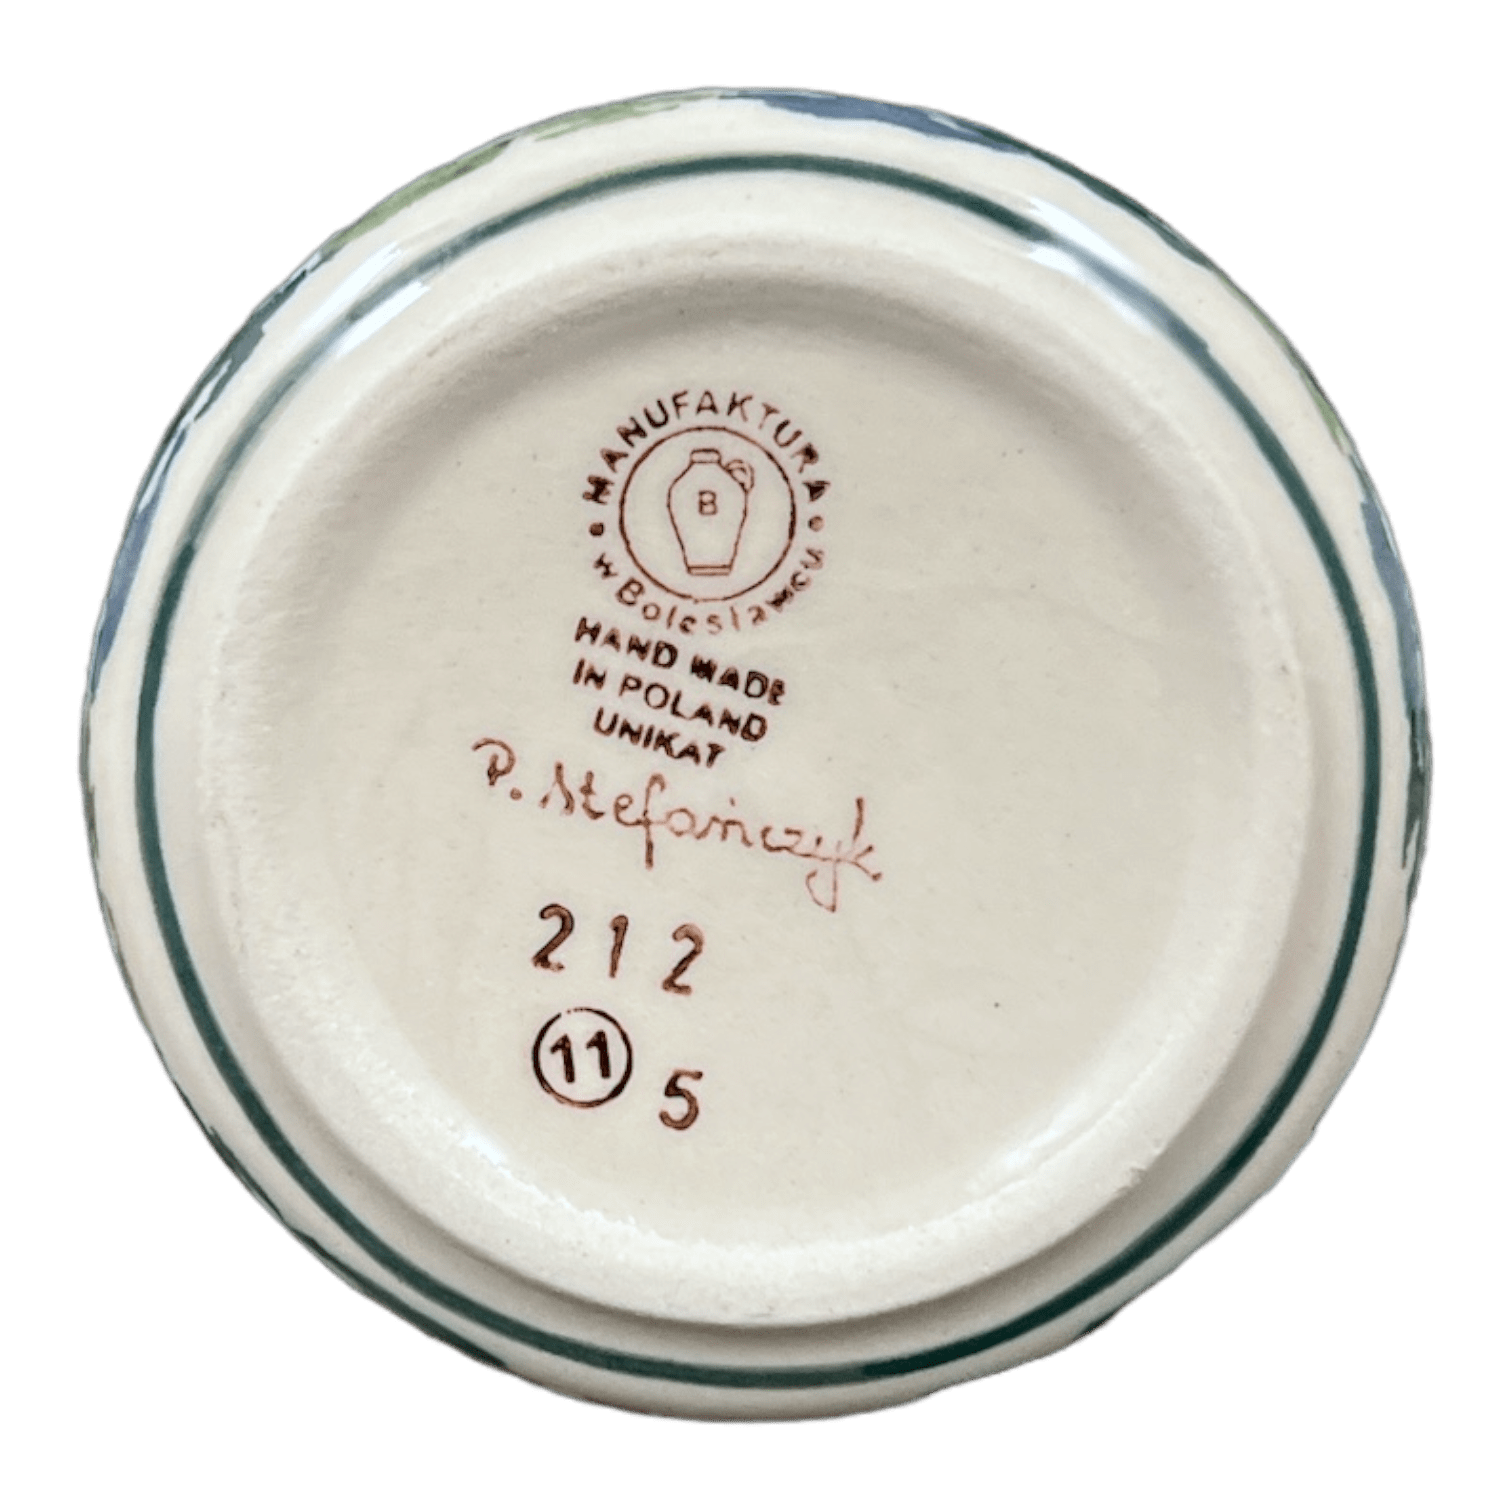 MANUFAKTURA
w Bolesławcu
B
HAND MADE
IN POLAND
UNIKAT
P. Stefańczyk
212
11 5